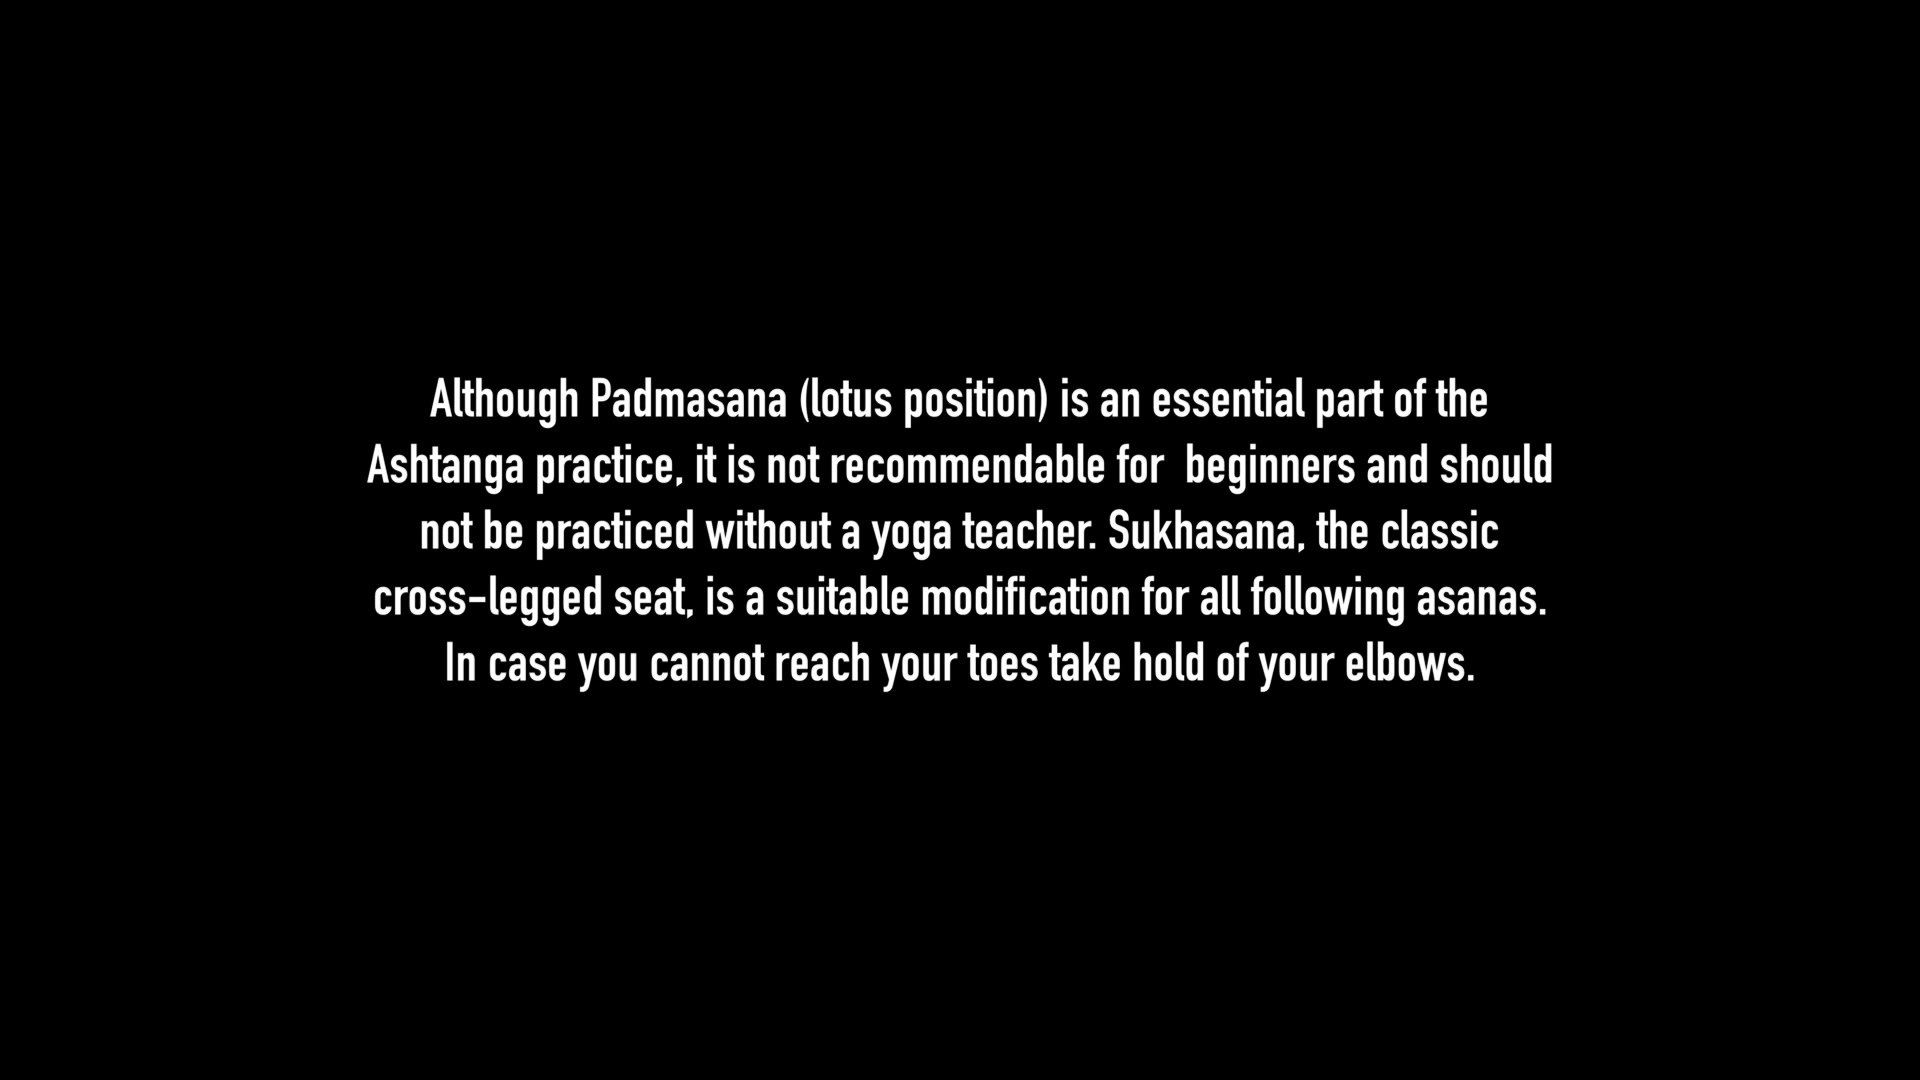 Although Padmasana (lotus position) is an essential part of the
Ashtanga practice, it is not recommendable for  beginners and should
not be practiced without a yoga teacher. Sukhasana, the classic
cross-legged seat, is a suitable modification for all following asanas.
In case you cannot reach your toes take hold of your elbows.